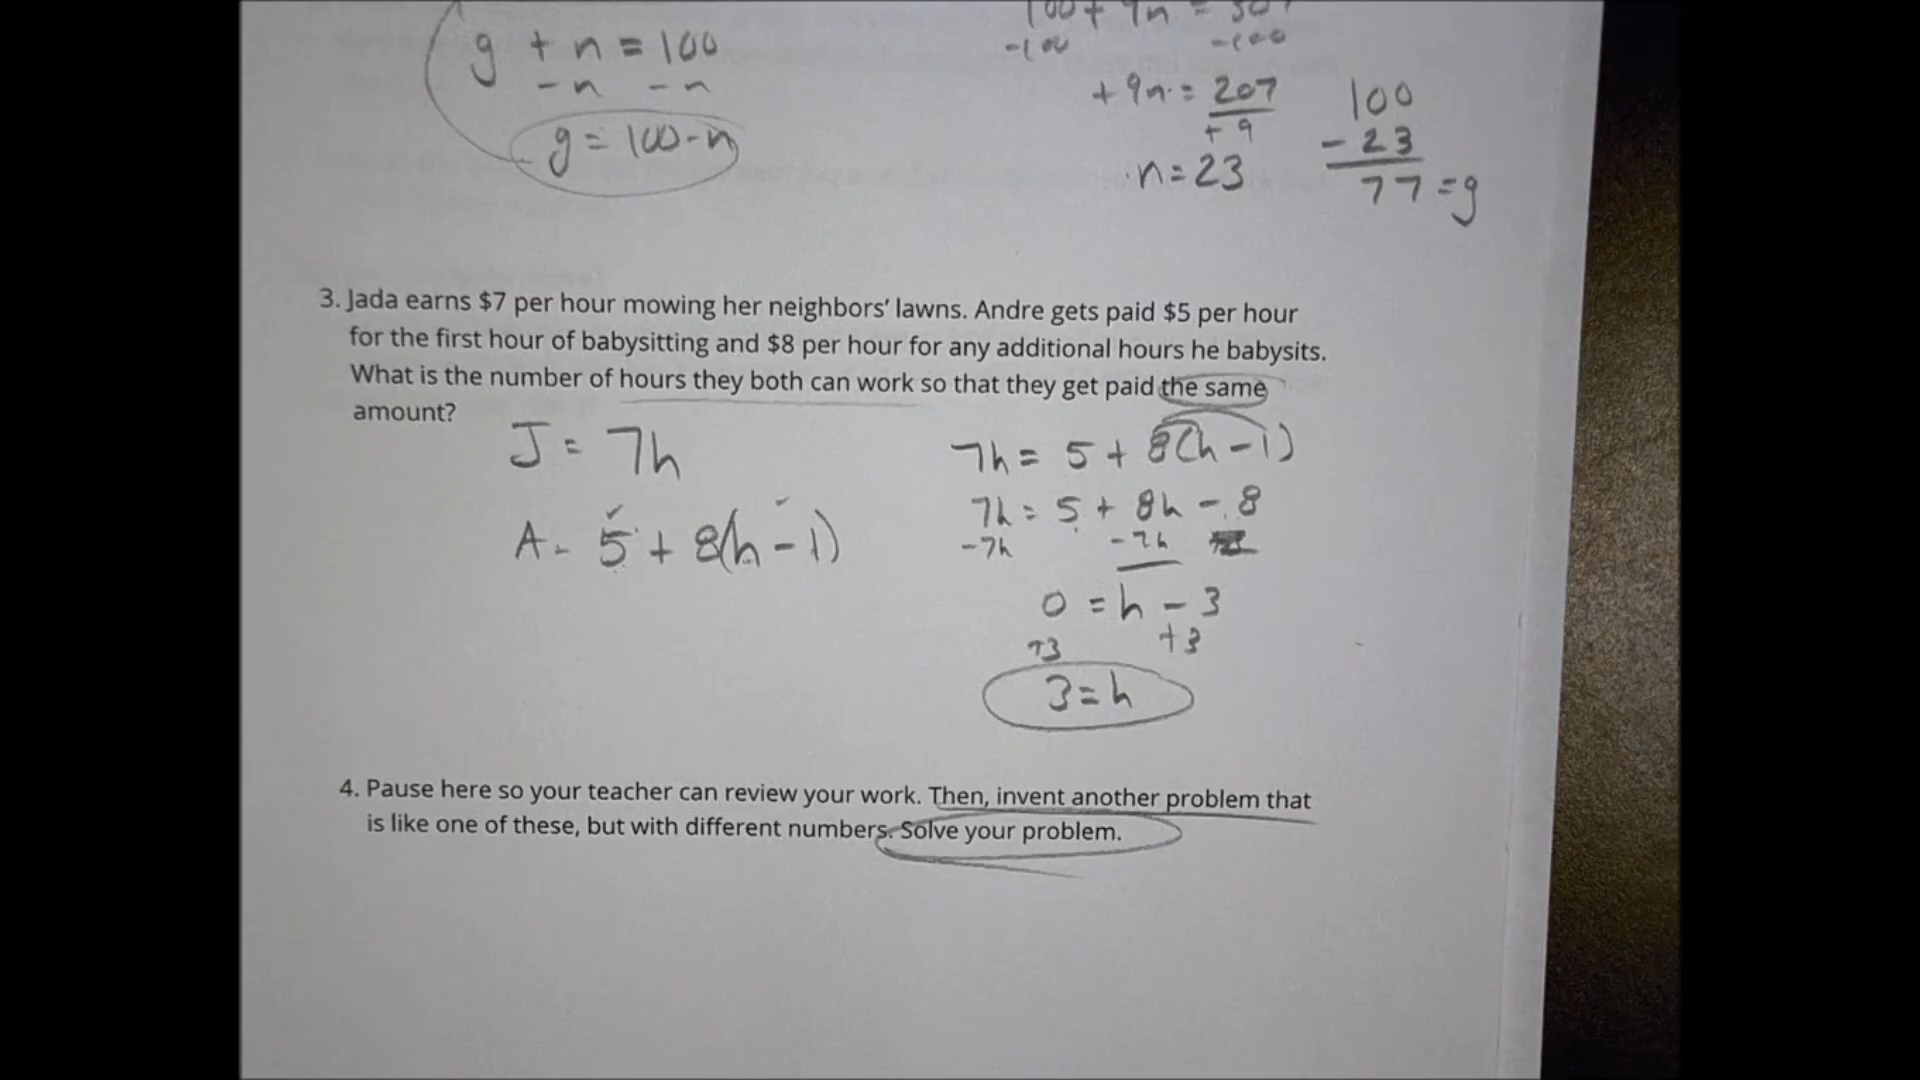 100 + 9n = 307
g + n = 100
-100 -100
- n - n
+ 9n = 207
100
+ 9
- 23
g = 100 - n
n = 23
77 = g
3. Jada earns $7 per hour mowing her neighbors' lawns. Andre gets paid $5 per hour
for the first hour of babysitting and $8 per hour for any additional hours he babysits.
What is the number of hours they both can work so that they get paid the same
amount?
J = 7h
7h = 5 + 8(h - 1)
A = 5 + 8(h - 1)
7h = 5 + 8h - 8
-7h -7h
0 = h - 3
+3 +3
3 = h
4. Pause here so your teacher can review your work. Then, invent another problem that
is like one of these, but with different numbers. Solve your problem.